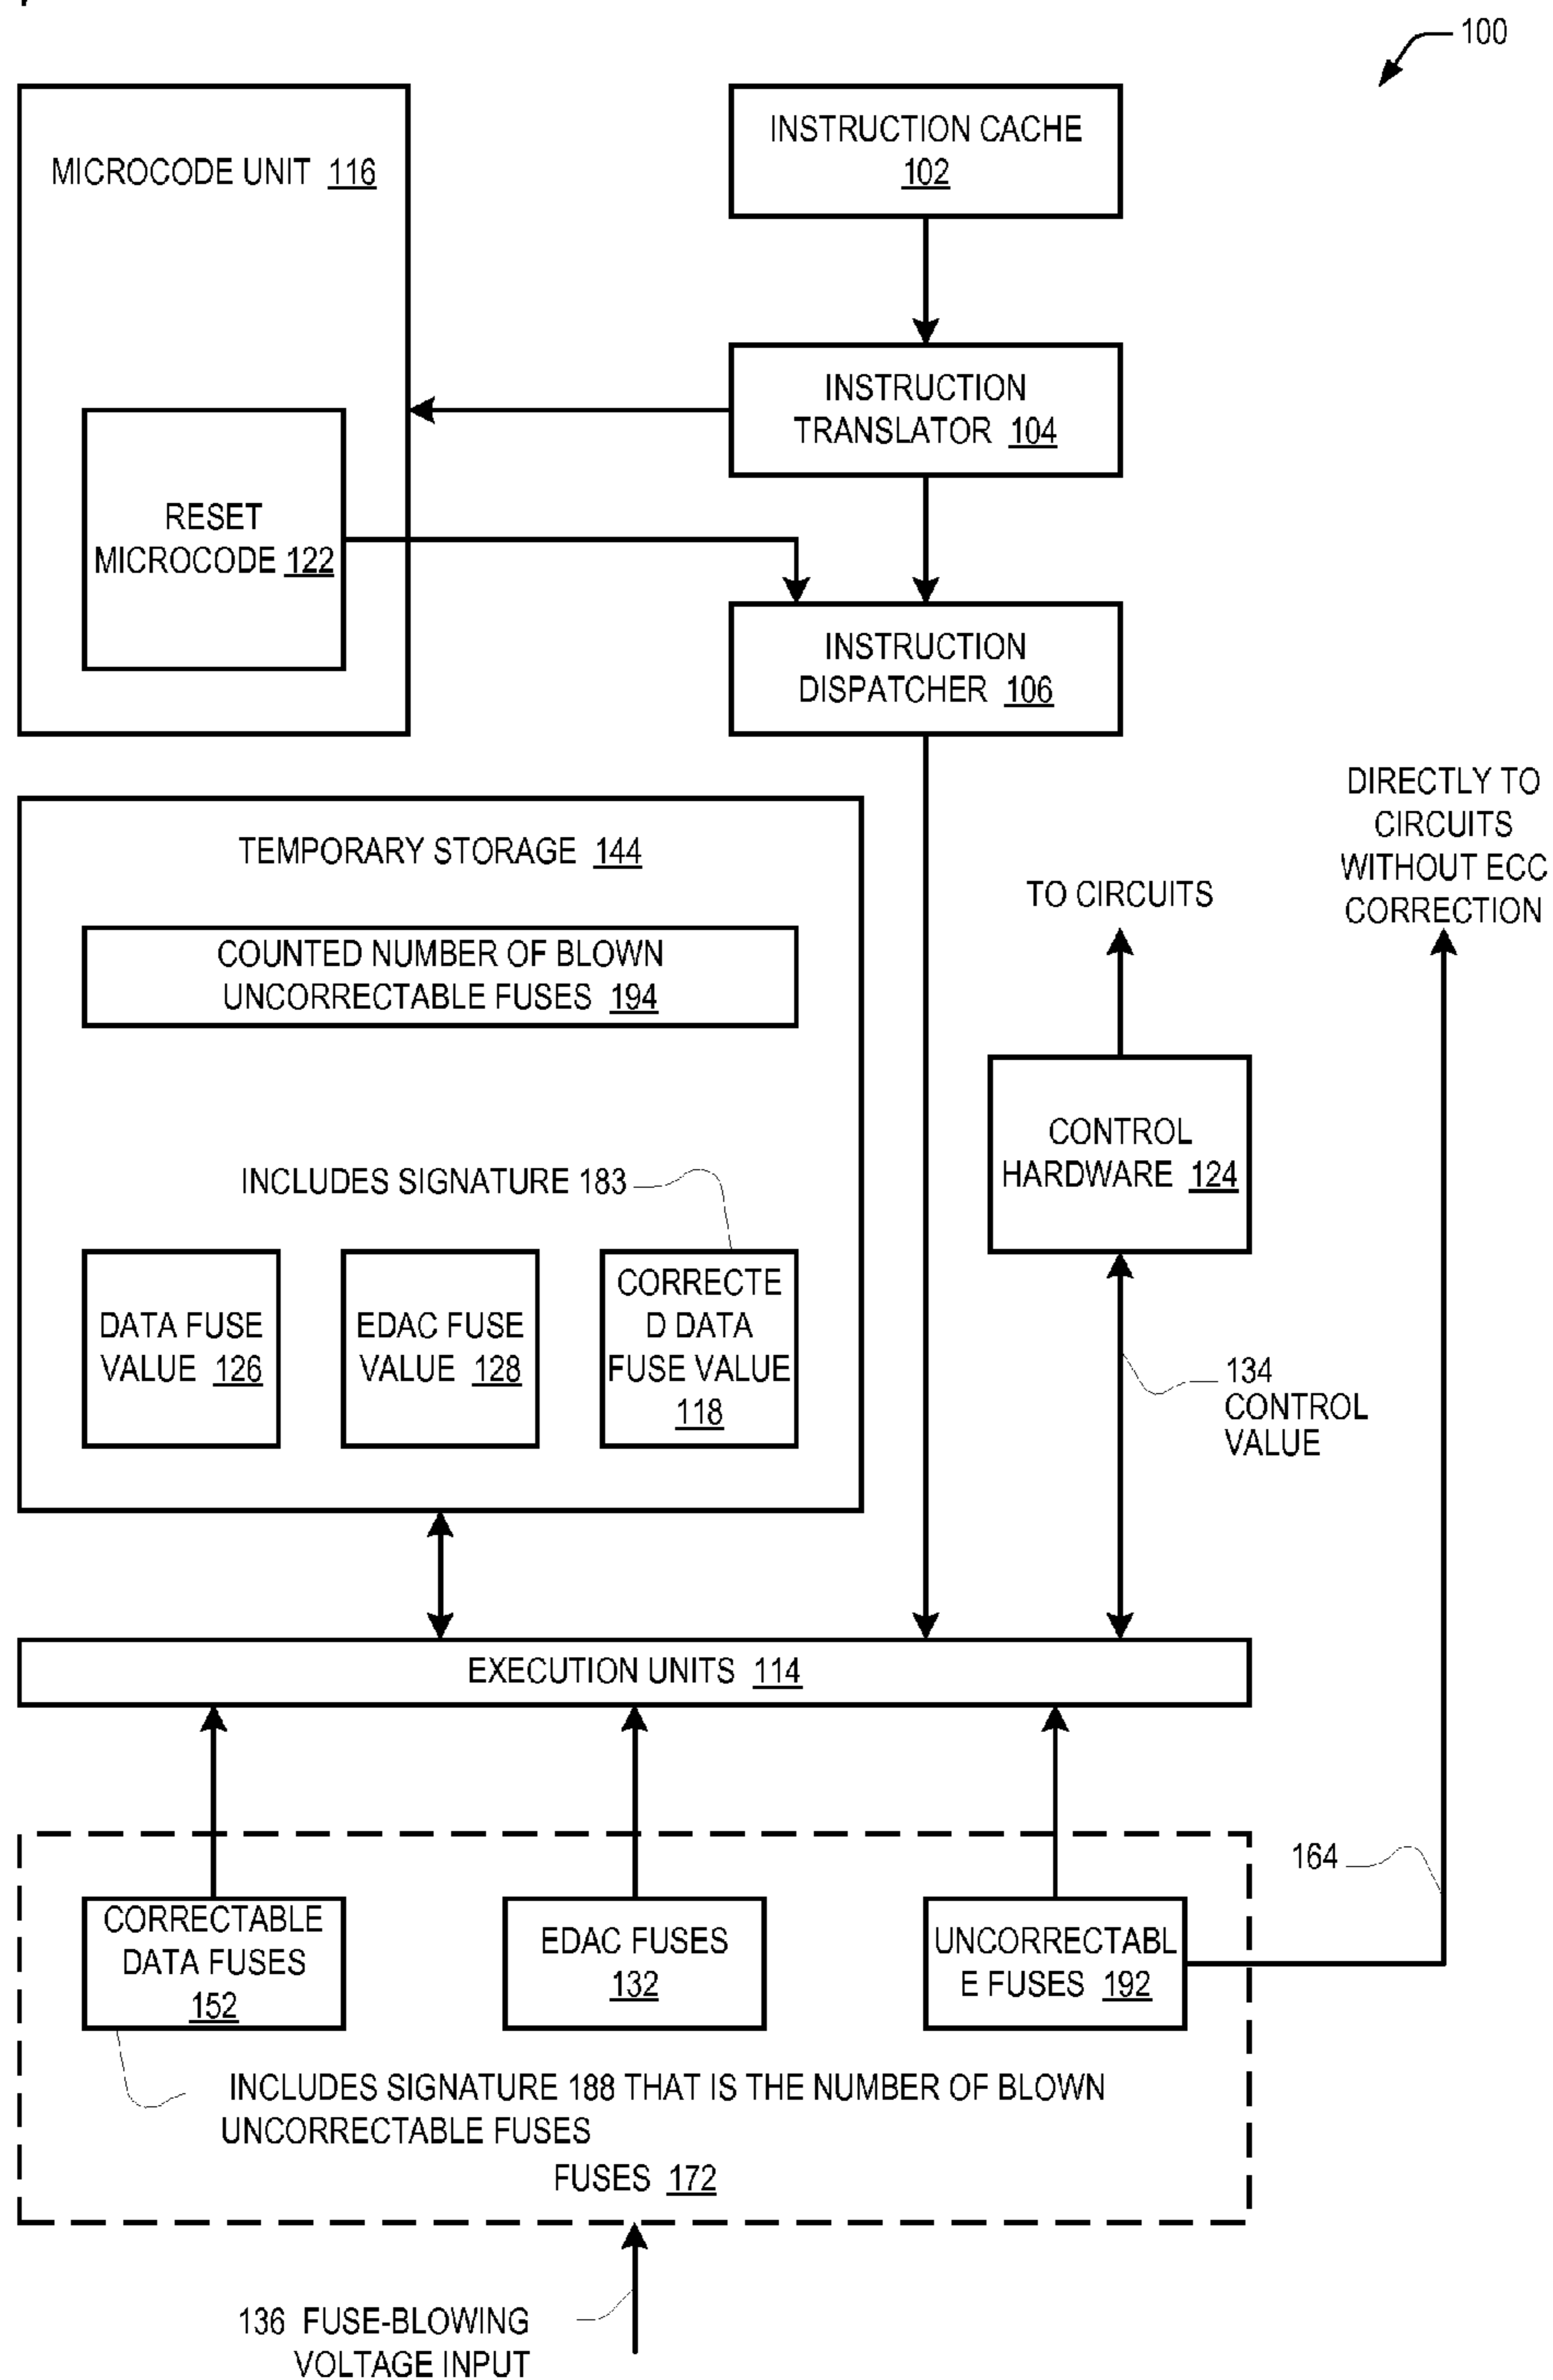 100
MICROCODE UNIT 116
INSTRUCTION CACHE
102
INSTRUCTION
TRANSLATOR 104
RESET
MICROCODE 122
INSTRUCTION
DISPATCHER 106
DIRECTLY TO
CIRCUITS
WITHOUT ECC
CORRECTION
TEMPORARY STORAGE 144
TO CIRCUITS
COUNTED NUMBER OF BLOWN
UNCORRECTABLE FUSES 194
CONTROL
HARDWARE 124
INCLUDES SIGNATURE 183
DATA FUSE
VALUE 126
EDAC FUSE
VALUE 128
CORRECTE
D DATA
FUSE VALUE
118
134
CONTROL
VALUE
EXECUTION UNITS 114
164
CORRECTABLE
DATA FUSES
152
EDAC FUSES
132
UNCORRECTABL
E FUSES 192
INCLUDES SIGNATURE 188 THAT IS THE NUMBER OF BLOWN
UNCORRECTABLE FUSES
FUSES 172
136 FUSE-BLOWING
VOLTAGE INPUT